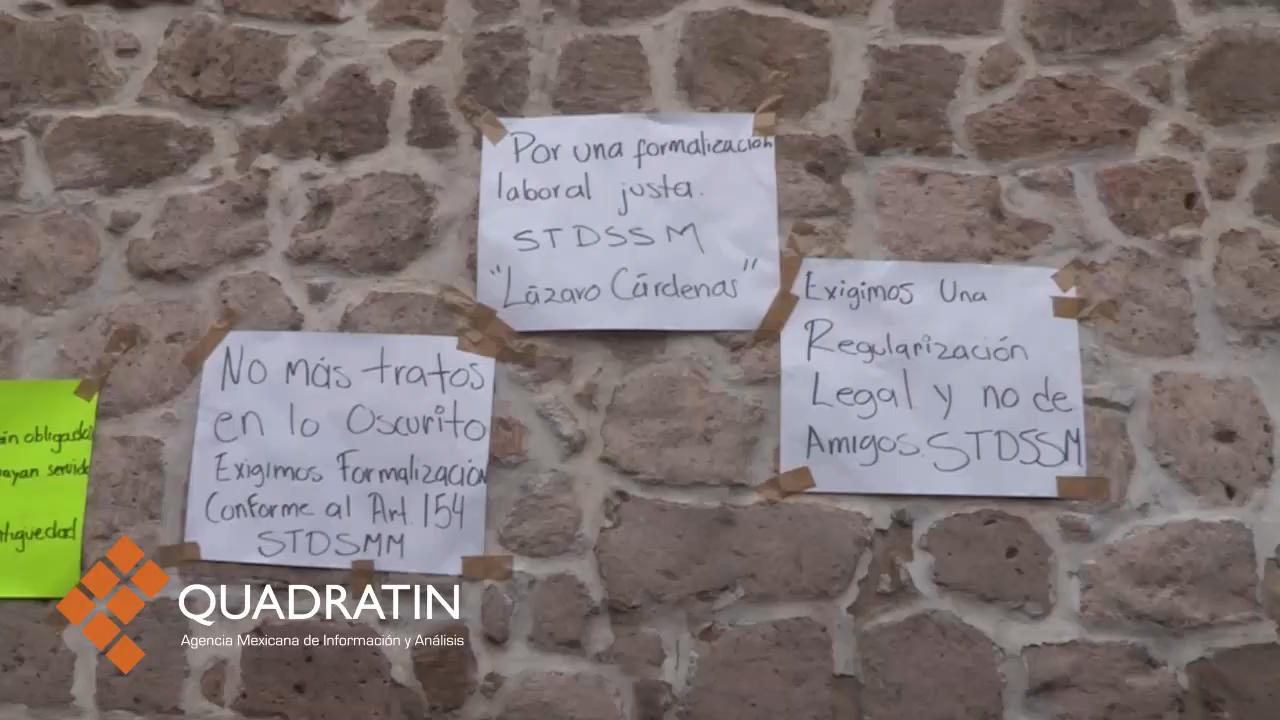 Por una formalización
laboral justa.
STDSSM
"Lázaro Cárdenas"
Exigimos Una
Regularización
Legal y no de
Amigos. STDSSM
No más tratos
en lo Oscurito
Exigimos Formalización
Conforme al Art. 154
STDSMM
QUADRATIN
Agencia Mexicana de Información y Análisis